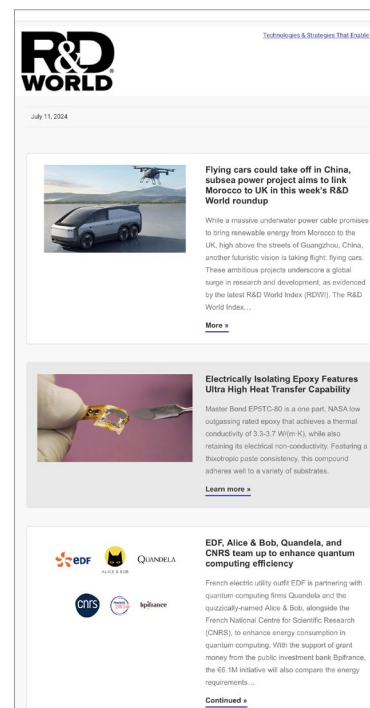 Technologies & Strategies That Enable
R&D
WORLD
July 11, 2024
Flying cars could take off in China,
subsea power project aims to link
Morocco to UK in this week's R&D
World roundup
While a massive underwater power cable promises
to bring renewable energy from Morocco to the
UK, high above the streets of Guangzhou, China,
another futuristic vision is taking flight: flying cars.
These ambitious projects underscore a global
surge in research and development, as evidenced
by the latest R&D World Index (RDWI). The R&D
World Index…
More »
Electrically Isolating Epoxy Features
Ultra High Heat Transfer Capability
Master Bond EP5TC-80 is a one part, NASA low
outgassing rated epoxy that achieves a thermal
conductivity of 3.3-3.7 W/(m·K), while also
retaining its electrical non-conductivity. Featuring a
thixotropic paste consistency, this compound
adheres well to a variety of substrates.
Learn more »
EDF
ALICE & BOB
QUANDELA
cnrs
bpifrance
EDF, Alice & Bob, Quandela, and
CNRS team up to enhance quantum
computing efficiency
French electric utility outfit EDF is partnering with
quantum computing firms Quandela and the
quizzically-named Alice & Bob, alongside the
French National Centre for Scientific Research
(CNRS), to enhance energy consumption in
quantum computing. With the support of grant
money from the public investment bank Bpifrance,
the €6.1M initiative will also compare the energy
requirements…
Continued »